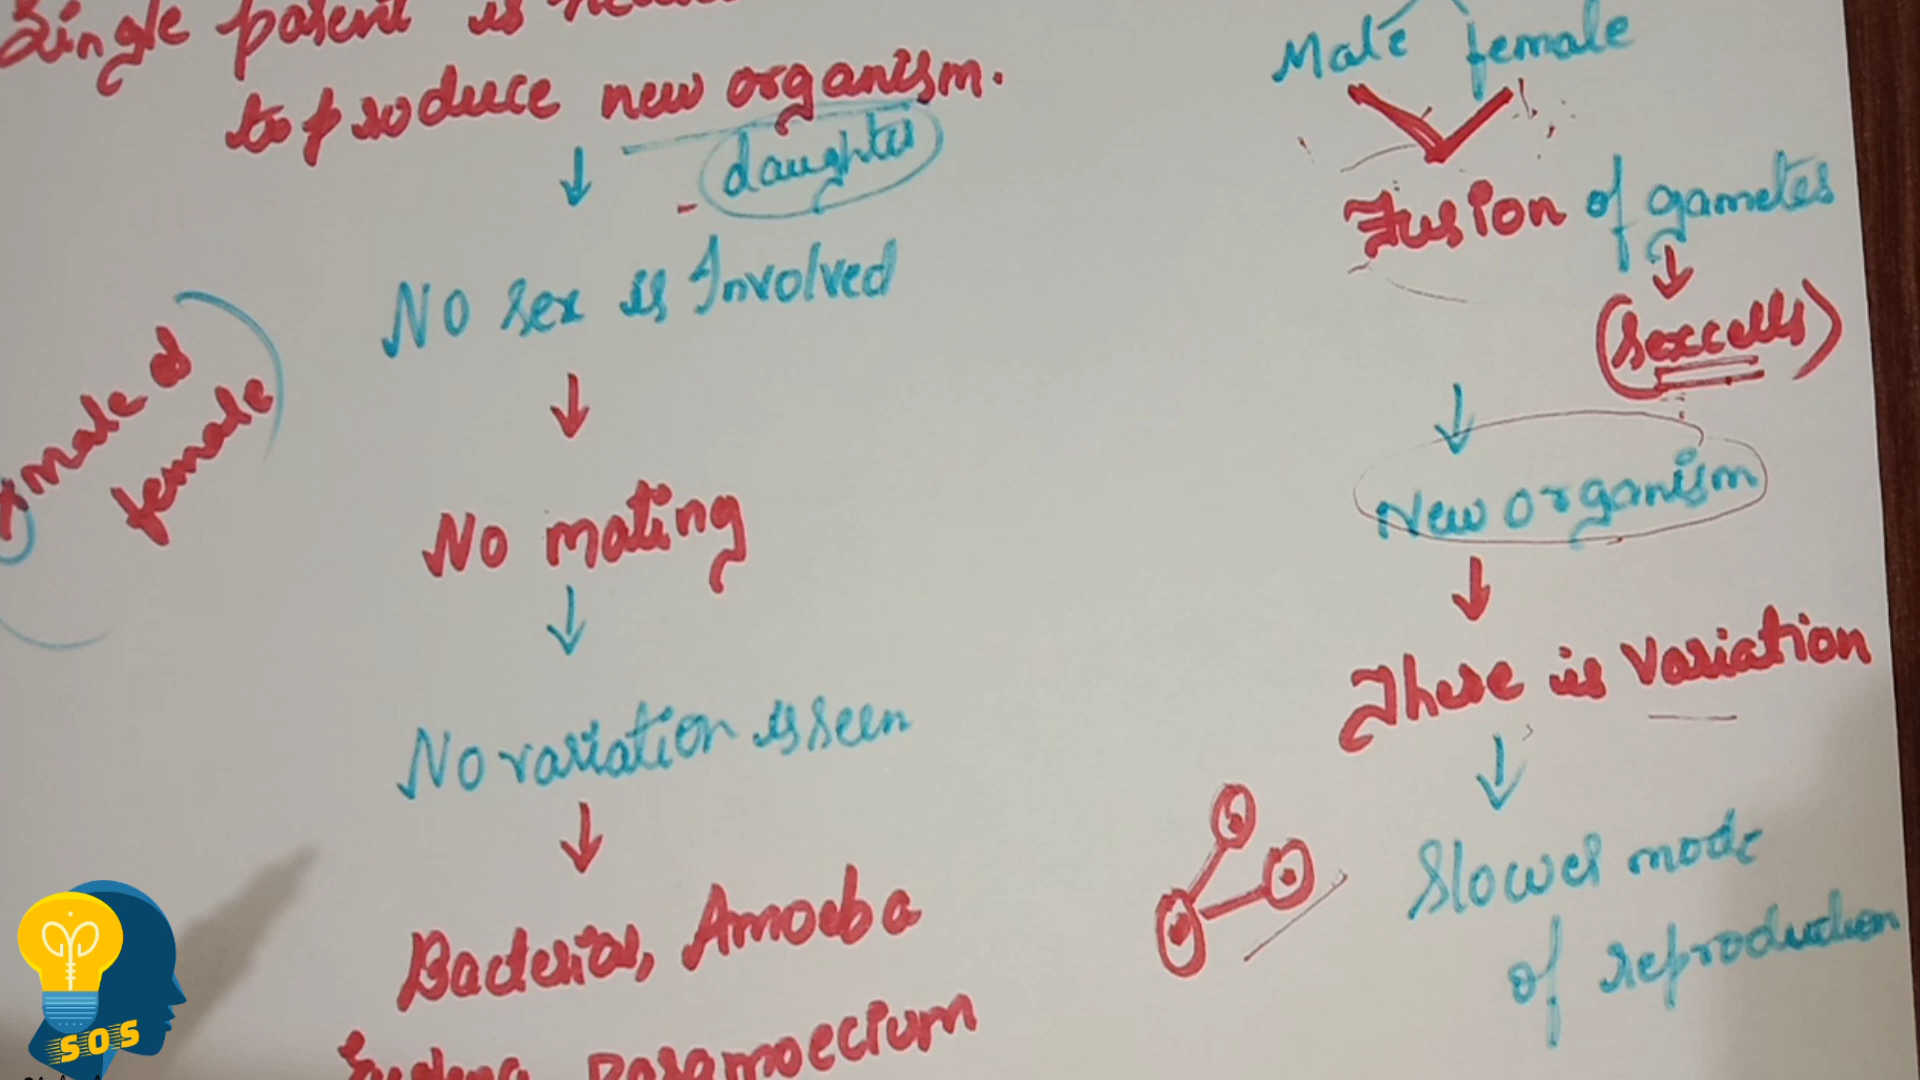 Single parent is
to produce new organism.
daughter
No sex is Involved
male &
female
No mating
No variation is seen
Bacterias, Amoeba
paramoecium
Male female
Fusion of gametes
(Sex cells)
New organism
There is Variation
Slower mode
of reproduction
SOS